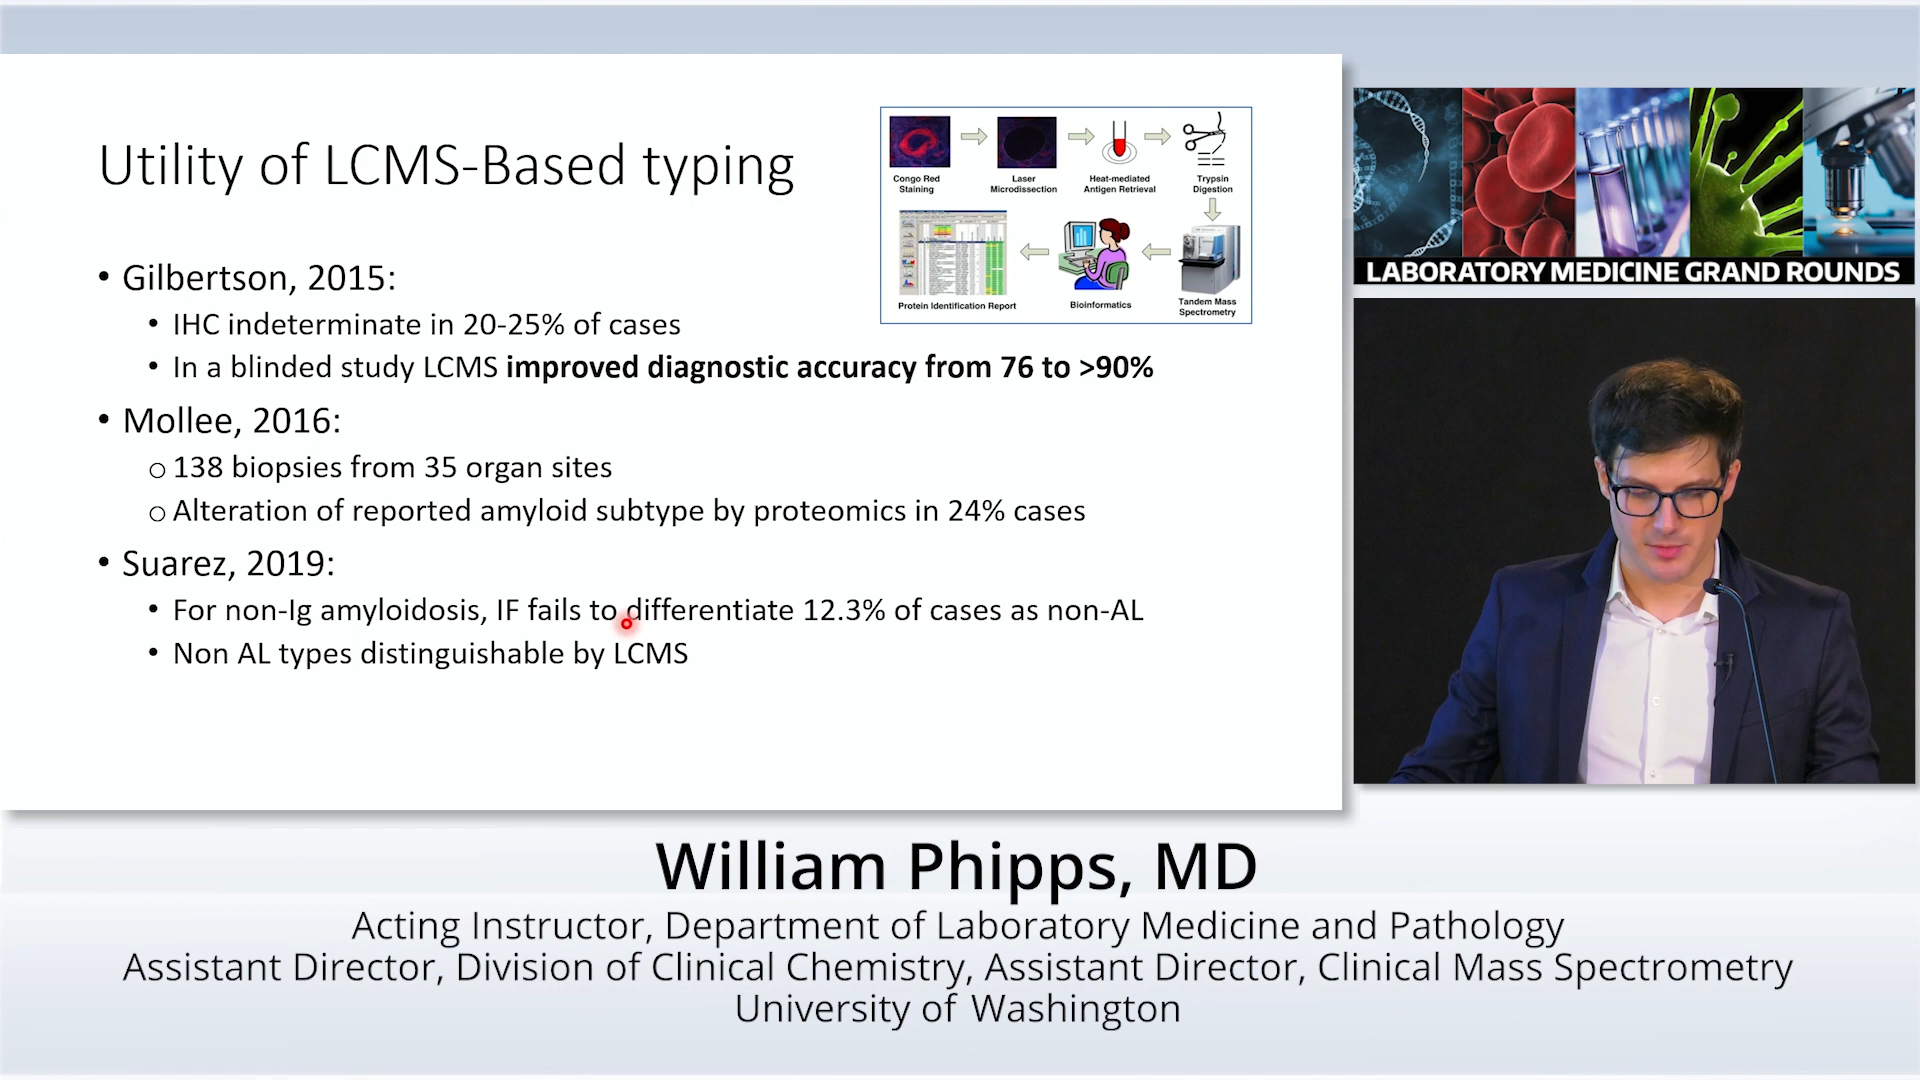 Utility of LCMS-Based typing
Congo Red
Staining
Laser
Microdissection
Heat-mediated
Antigen Retrieval
Trypsin
Digestion
Protein Identification Report
Bioinformatics
Tandem Mass
Spectrometry
• Gilbertson, 2015:
• IHC indeterminate in 20-25% of cases
• In a blinded study LCMS improved diagnostic accuracy from 76 to >90%
• Mollee, 2016:
o 138 biopsies from 35 organ sites
o Alteration of reported amyloid subtype by proteomics in 24% cases
• Suarez, 2019:
• For non-Ig amyloidosis, IF fails to differentiate 12.3% of cases as non-AL
• Non AL types distinguishable by LCMS
LABORATORY MEDICINE GRAND ROUNDS
William Phipps, MD
Acting Instructor, Department of Laboratory Medicine and Pathology
Assistant Director, Division of Clinical Chemistry, Assistant Director, Clinical Mass Spectrometry
University of Washington